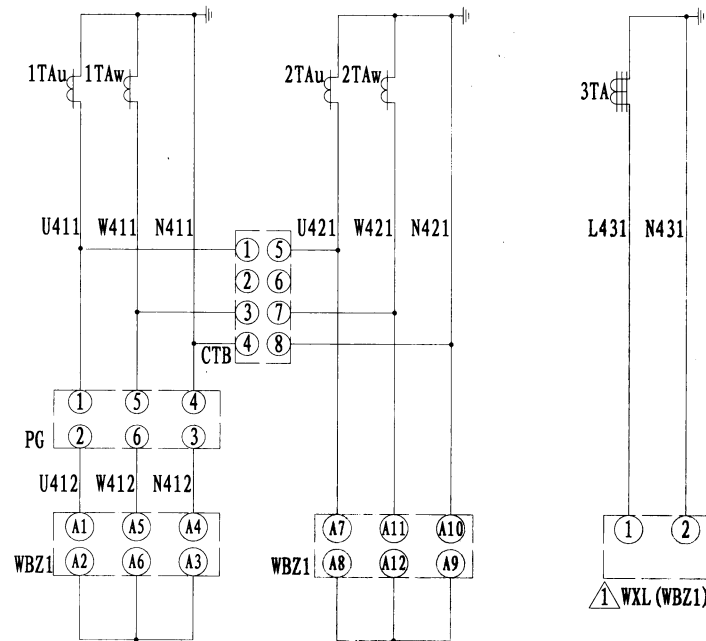 1TAu 1TAw 2TAu 2TAw 3TA
U411 W411 N411 U421 W421 N421 L431 N431
1 5
2 6
3 7
4 8
CTB
1 5 4
2 6 3
PG
U412 W412 N412
A1 A5 A4 A7 A11 A10 1 2
A2 A6 A3 A8 A12 A9
WBZ1 WBZ1
1 WXL (WBZ1)